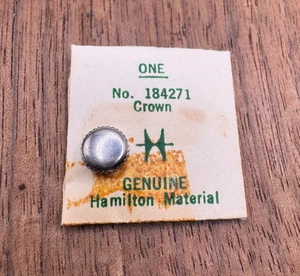 ONE
No. 184271
Crown
GENUINE
Hamilton Material